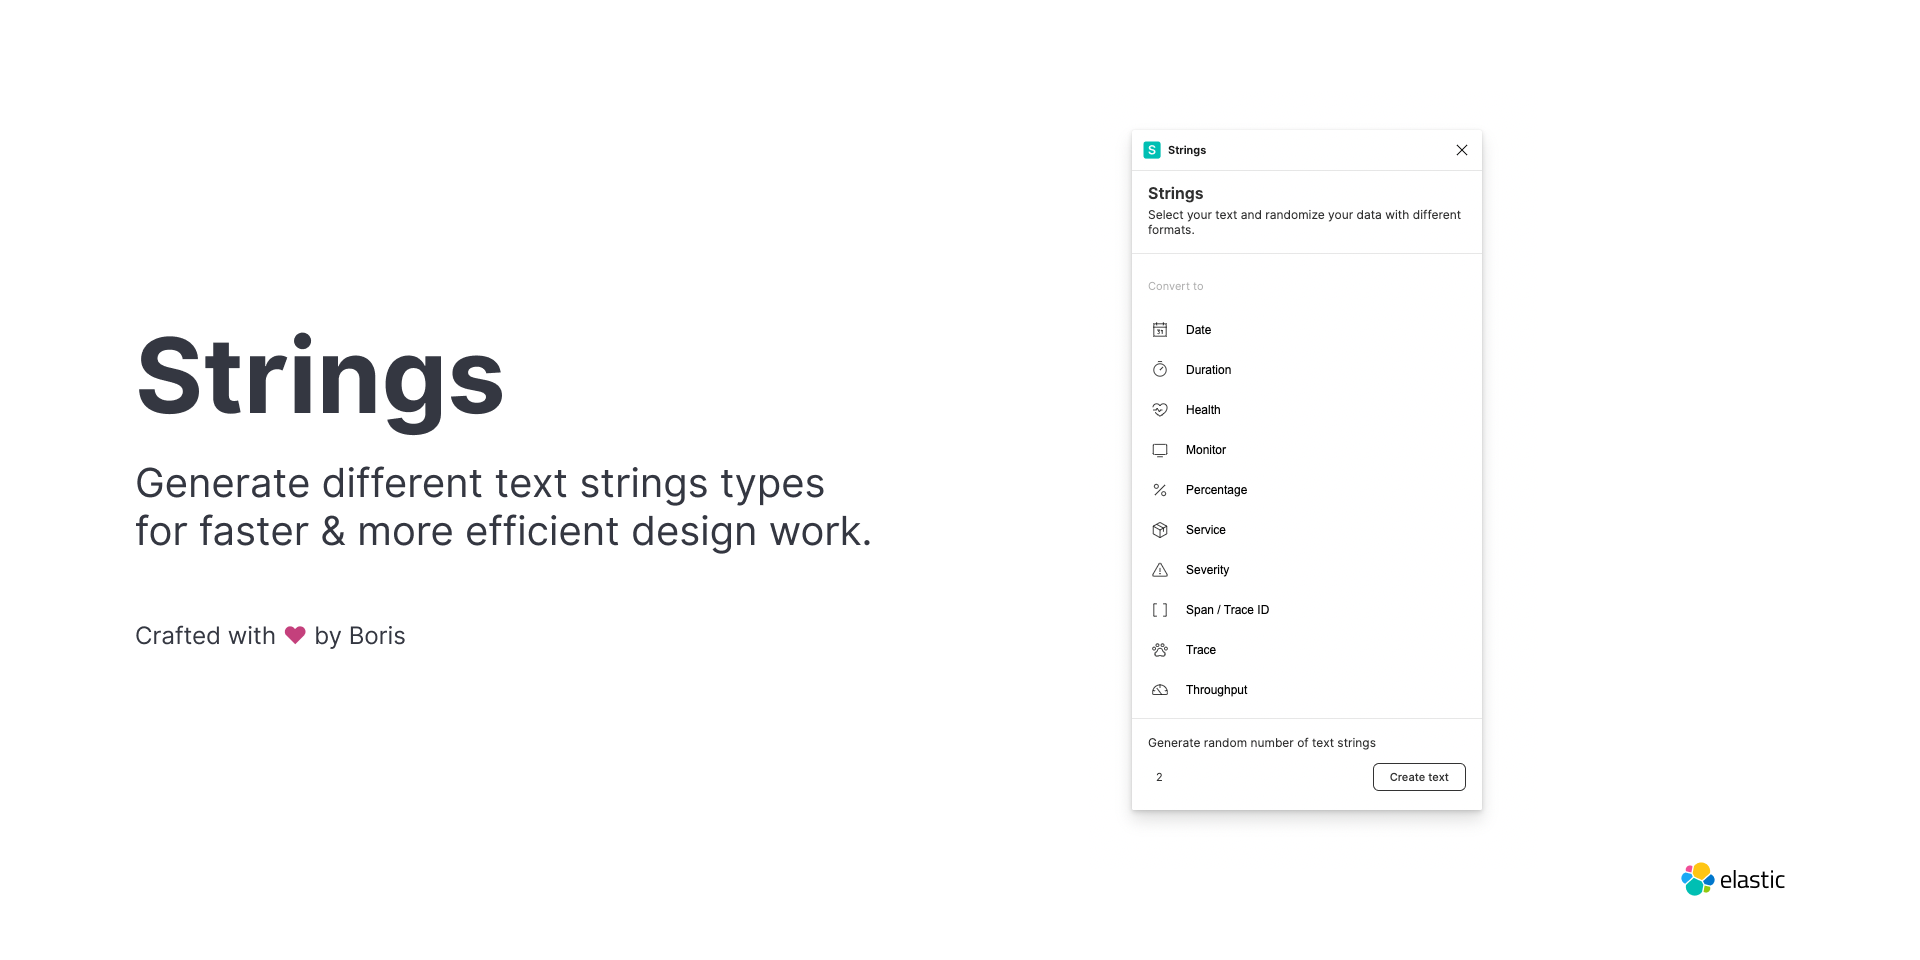 Strings
Generate different text strings types
for faster & more efficient design work.
Crafted with ♥ by Boris
S Strings
Strings
Select your text and randomize your data with different
formats.
Convert to
31 Date
Duration
Health
Monitor
Percentage
Service
Severity
Span / Trace ID
Trace
Throughput
Generate random number of text strings
2 Create text
elastic